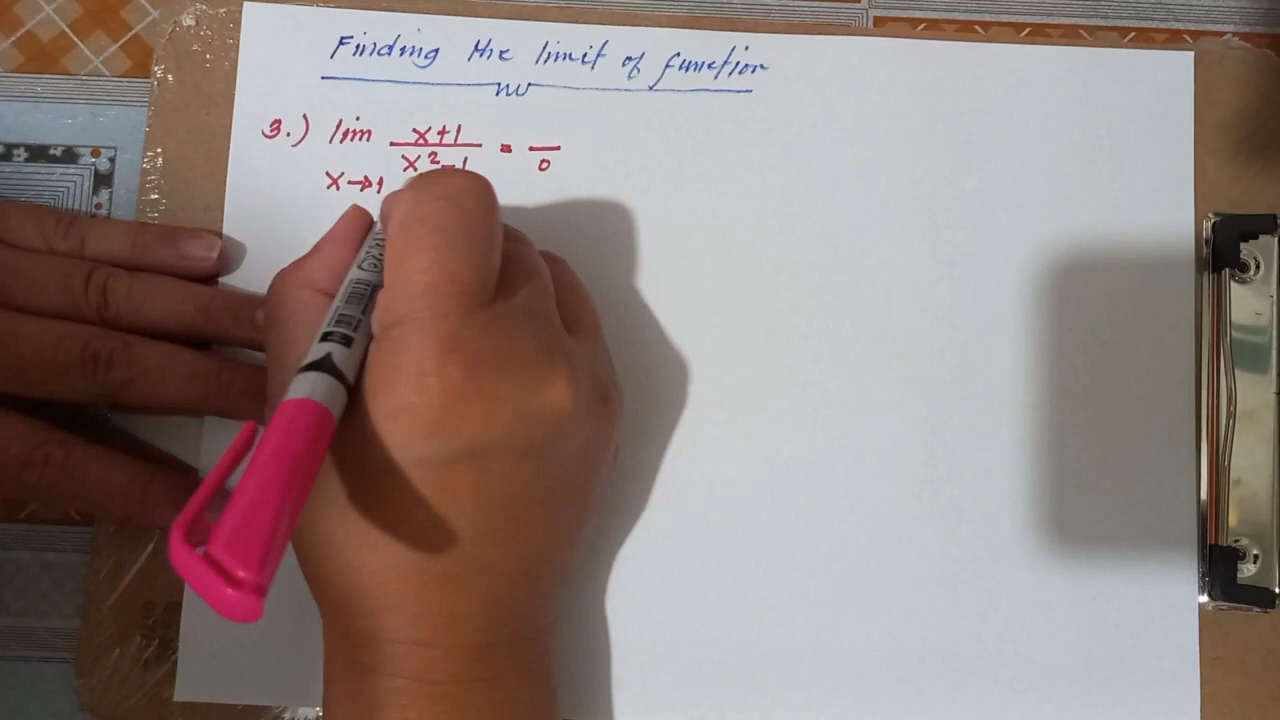 Finding the limit of function
3.) lim x+1 / x²-1 = — / 0
x→1